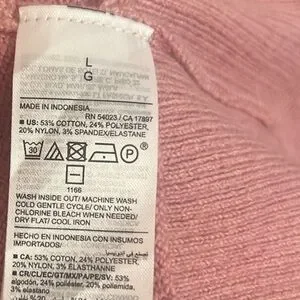 L
G
MADE IN INDONESIA
RN 54023 / CA 17897
■ US: 53% COTTON, 24% POLYESTER,
20% NYLON, 3% SPANDEX/ELASTANE
30
1166
WASH INSIDE OUT/ MACHINE WASH
COLD GENTLE CYCLE/ ONLY NON-
CHLORINE BLEACH WHEN NEEDED/
DRY FLAT/ COOL IRON
HECHO EN INDONESIA CON INSUMOS
IMPORTADOS/
■ CA: 53% COTTON, 24% POLYESTER,
20% NYLON, 3% ELASTHANNE
■ CR/CL/EC/GT/MX/PA/PE/SV: 53%
algodón, 24% poliéster, 20% poliamida,
3% elastano